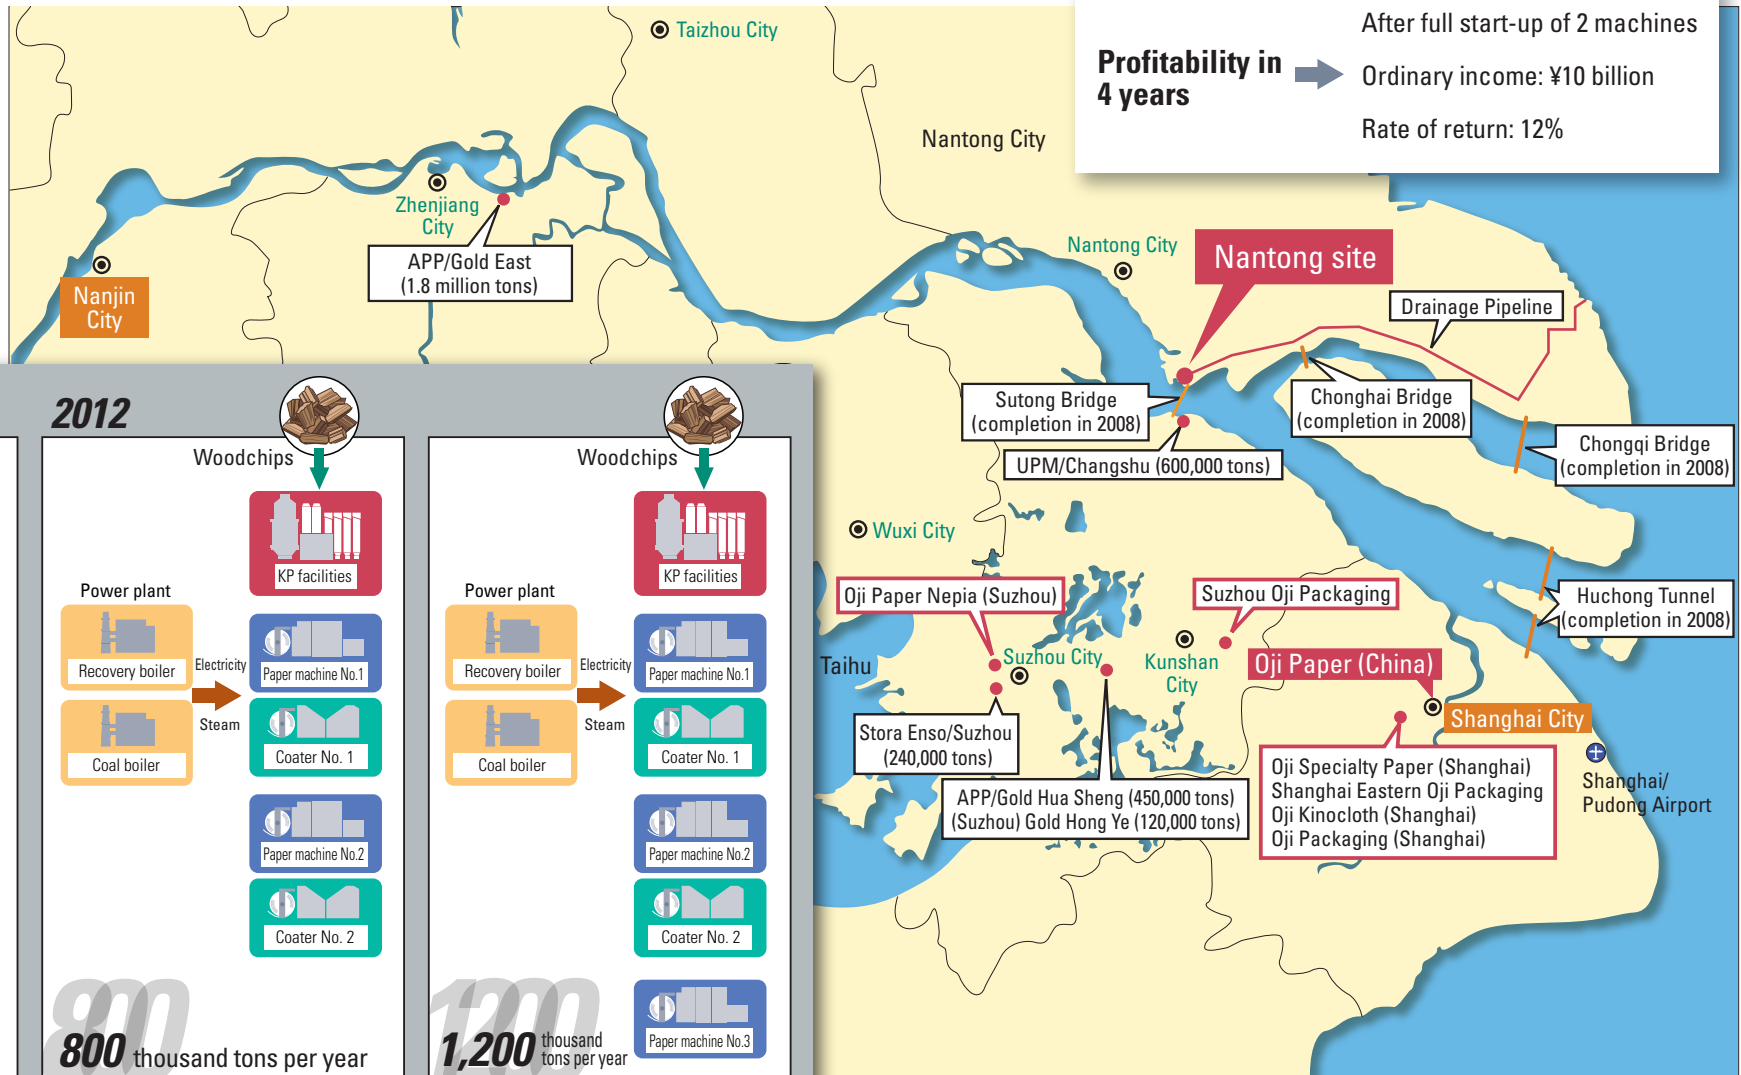 After full start-up of 2 machines
Profitability in
4 years
Ordinary income: ¥10 billion
Rate of return: 12%
Taizhou City
Nantong City
Zhenjiang
City
APP/Gold East
(1.8 million tons)
Nanjin
City
Nantong City
Nantong site
Drainage Pipeline
Sutong Bridge
(completion in 2008)
Chonghai Bridge
(completion in 2008)
Chongqi Bridge
(completion in 2008)
UPM/Changshu (600,000 tons)
Wuxi City
Oji Paper Nepia (Suzhou)
Suzhou Oji Packaging
Huchong Tunnel
(completion in 2008)
Taihu
Suzhou City
Kunshan
City
Oji Paper (China)
Shanghai City
Stora Enso/Suzhou
(240,000 tons)
APP/Gold Hua Sheng (450,000 tons)
(Suzhou) Gold Hong Ye (120,000 tons)
Oji Specialty Paper (Shanghai)
Shanghai Eastern Oji Packaging
Oji Kinocloth (Shanghai)
Oji Packaging (Shanghai)
Shanghai/
Pudong Airport
2012
Woodchips
KP facilities
Power plant
Recovery boiler
Coal boiler
Electricity
Steam
Paper machine No.1
Coater No. 1
Paper machine No.2
Coater No. 2
800
800 thousand tons per year
Woodchips
KP facilities
Power plant
Recovery boiler
Coal boiler
Electricity
Steam
Paper machine No.1
Coater No. 1
Paper machine No.2
Coater No. 2
Paper machine No.3
1200
1,200 thousand
tons per year